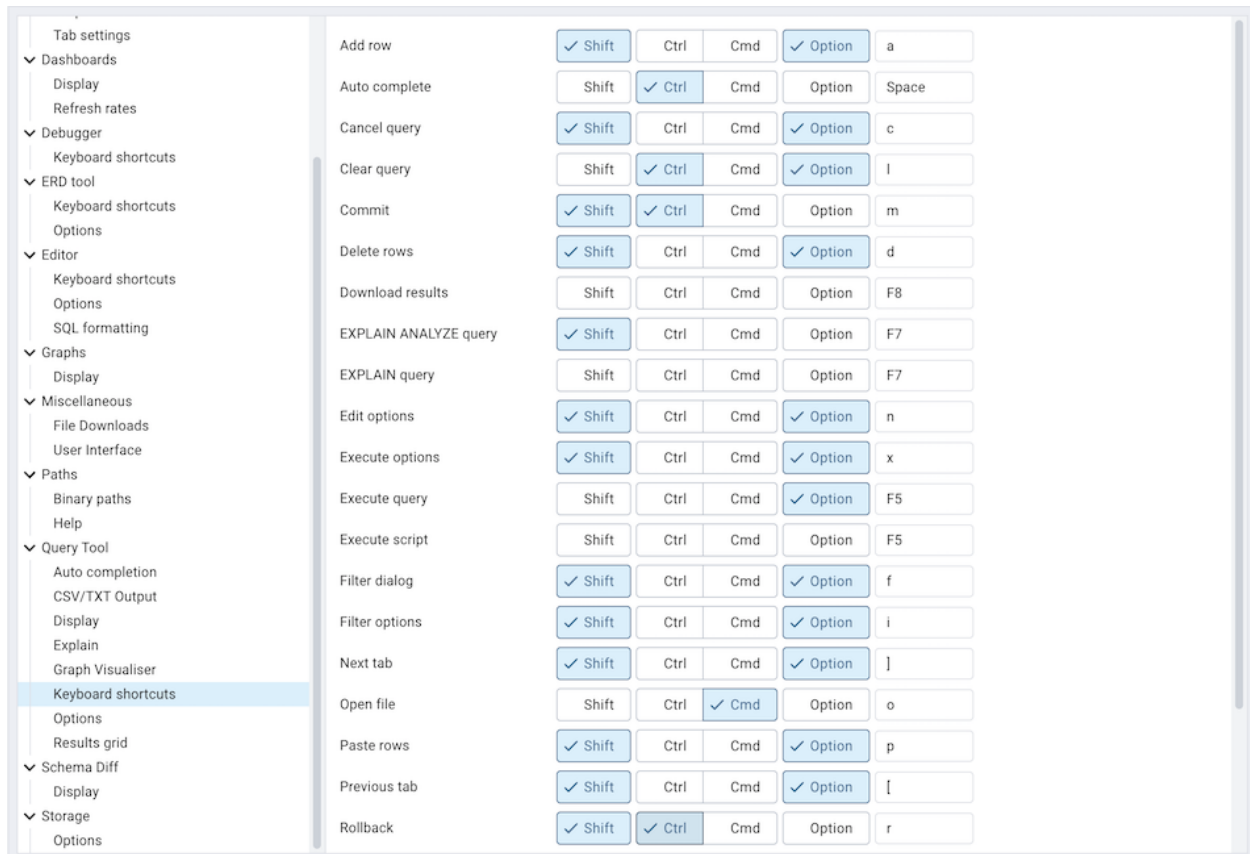 Tab settings
Dashboards
Display
Refresh rates
Debugger
Keyboard shortcuts
ERD tool
Keyboard shortcuts
Options
Editor
Keyboard shortcuts
Options
SQL formatting
Graphs
Display
Miscellaneous
File Downloads
User Interface
Paths
Binary paths
Help
Query Tool
Auto completion
CSV/TXT Output
Display
Explain
Graph Visualiser
Keyboard shortcuts
Options
Results grid
Schema Diff
Display
Storage
Options
Add row Shift Ctrl Cmd Option a
Auto complete Shift Ctrl Cmd Option Space
Cancel query Shift Ctrl Cmd Option c
Clear query Shift Ctrl Cmd Option l
Commit Shift Ctrl Cmd Option m
Delete rows Shift Ctrl Cmd Option d
Download results Shift Ctrl Cmd Option F8
EXPLAIN ANALYZE query Shift Ctrl Cmd Option F7
EXPLAIN query Shift Ctrl Cmd Option F7
Edit options Shift Ctrl Cmd Option n
Execute options Shift Ctrl Cmd Option x
Execute query Shift Ctrl Cmd Option F5
Execute script Shift Ctrl Cmd Option F5
Filter dialog Shift Ctrl Cmd Option f
Filter options Shift Ctrl Cmd Option i
Next tab Shift Ctrl Cmd Option ]
Open file Shift Ctrl Cmd Option o
Paste rows Shift Ctrl Cmd Option p
Previous tab Shift Ctrl Cmd Option [
Rollback Shift Ctrl Cmd Option r